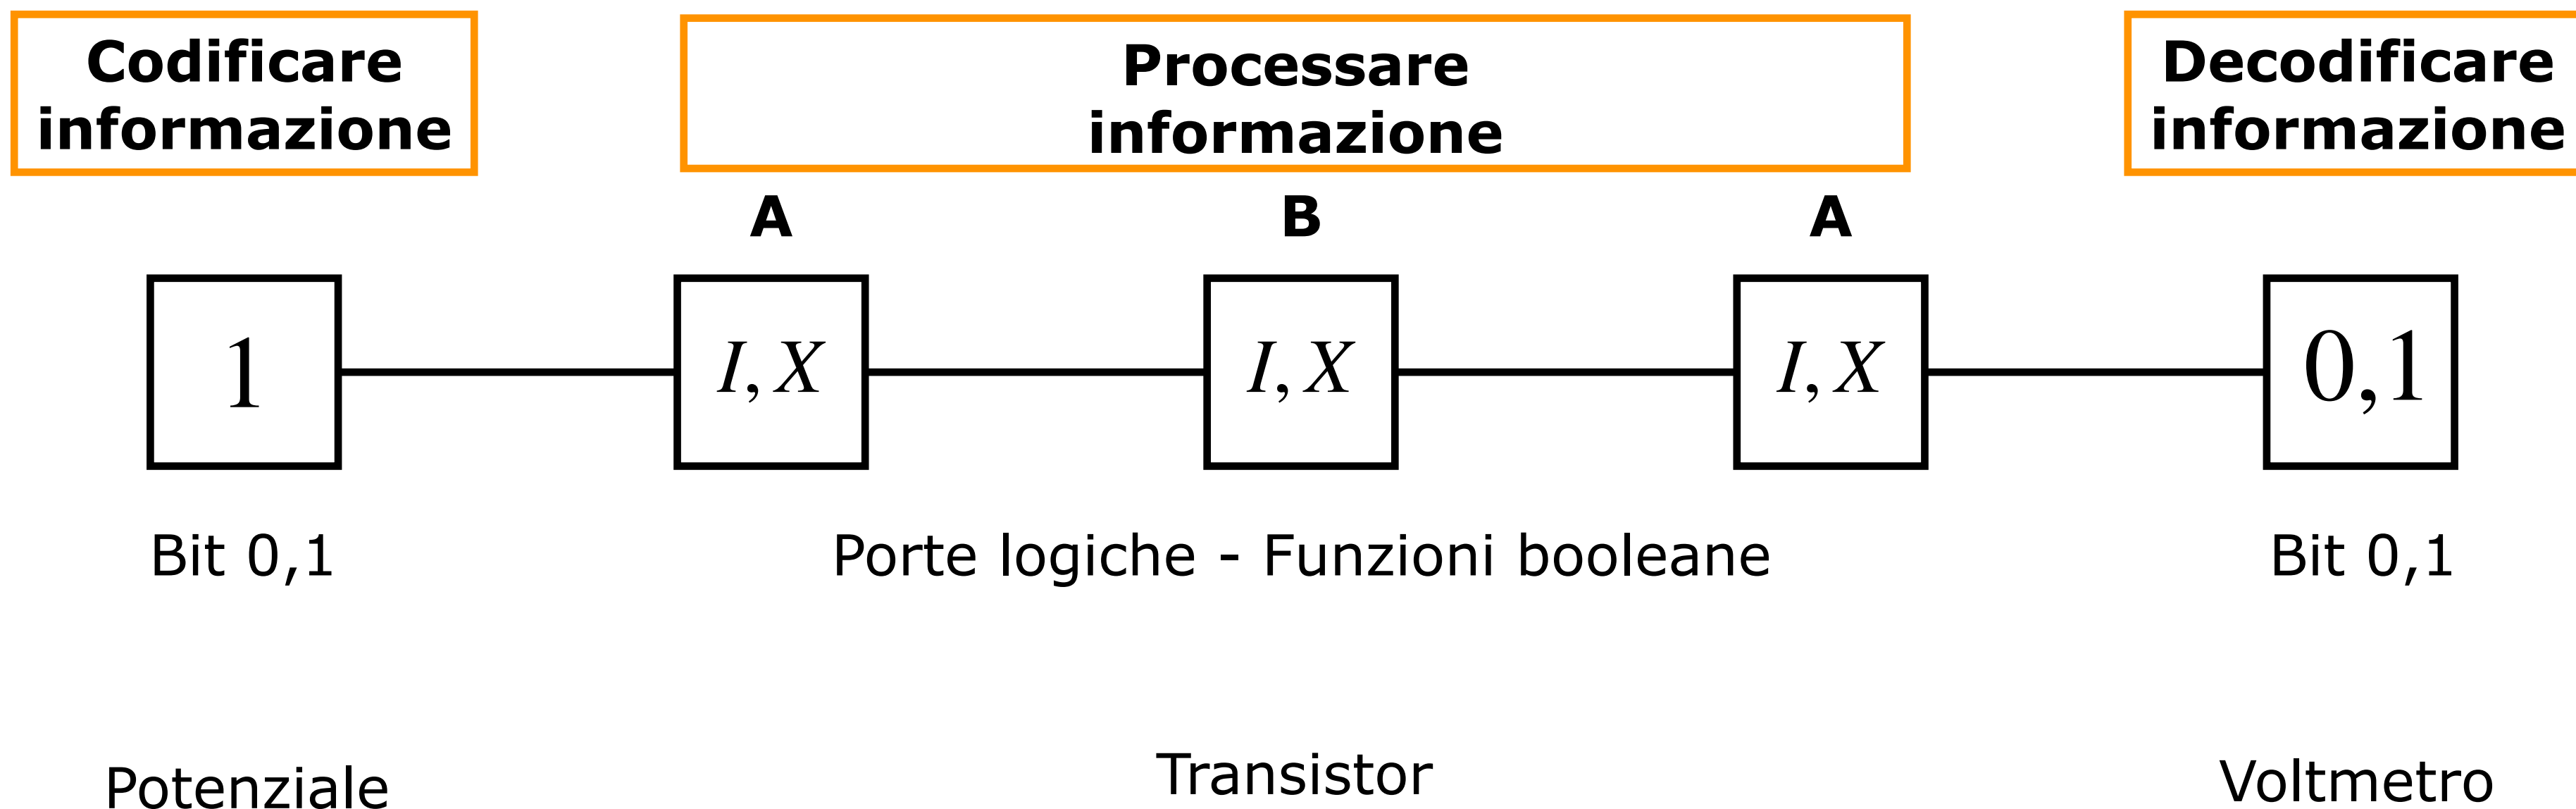 Codificare
informazione
Processare
informazione
Decodificare
informazione
A
B
A
1
I, X
I, X
I, X
0,1
Bit 0,1
Porte logiche - Funzioni booleane
Bit 0,1
Potenziale
Transistor
Voltmetro